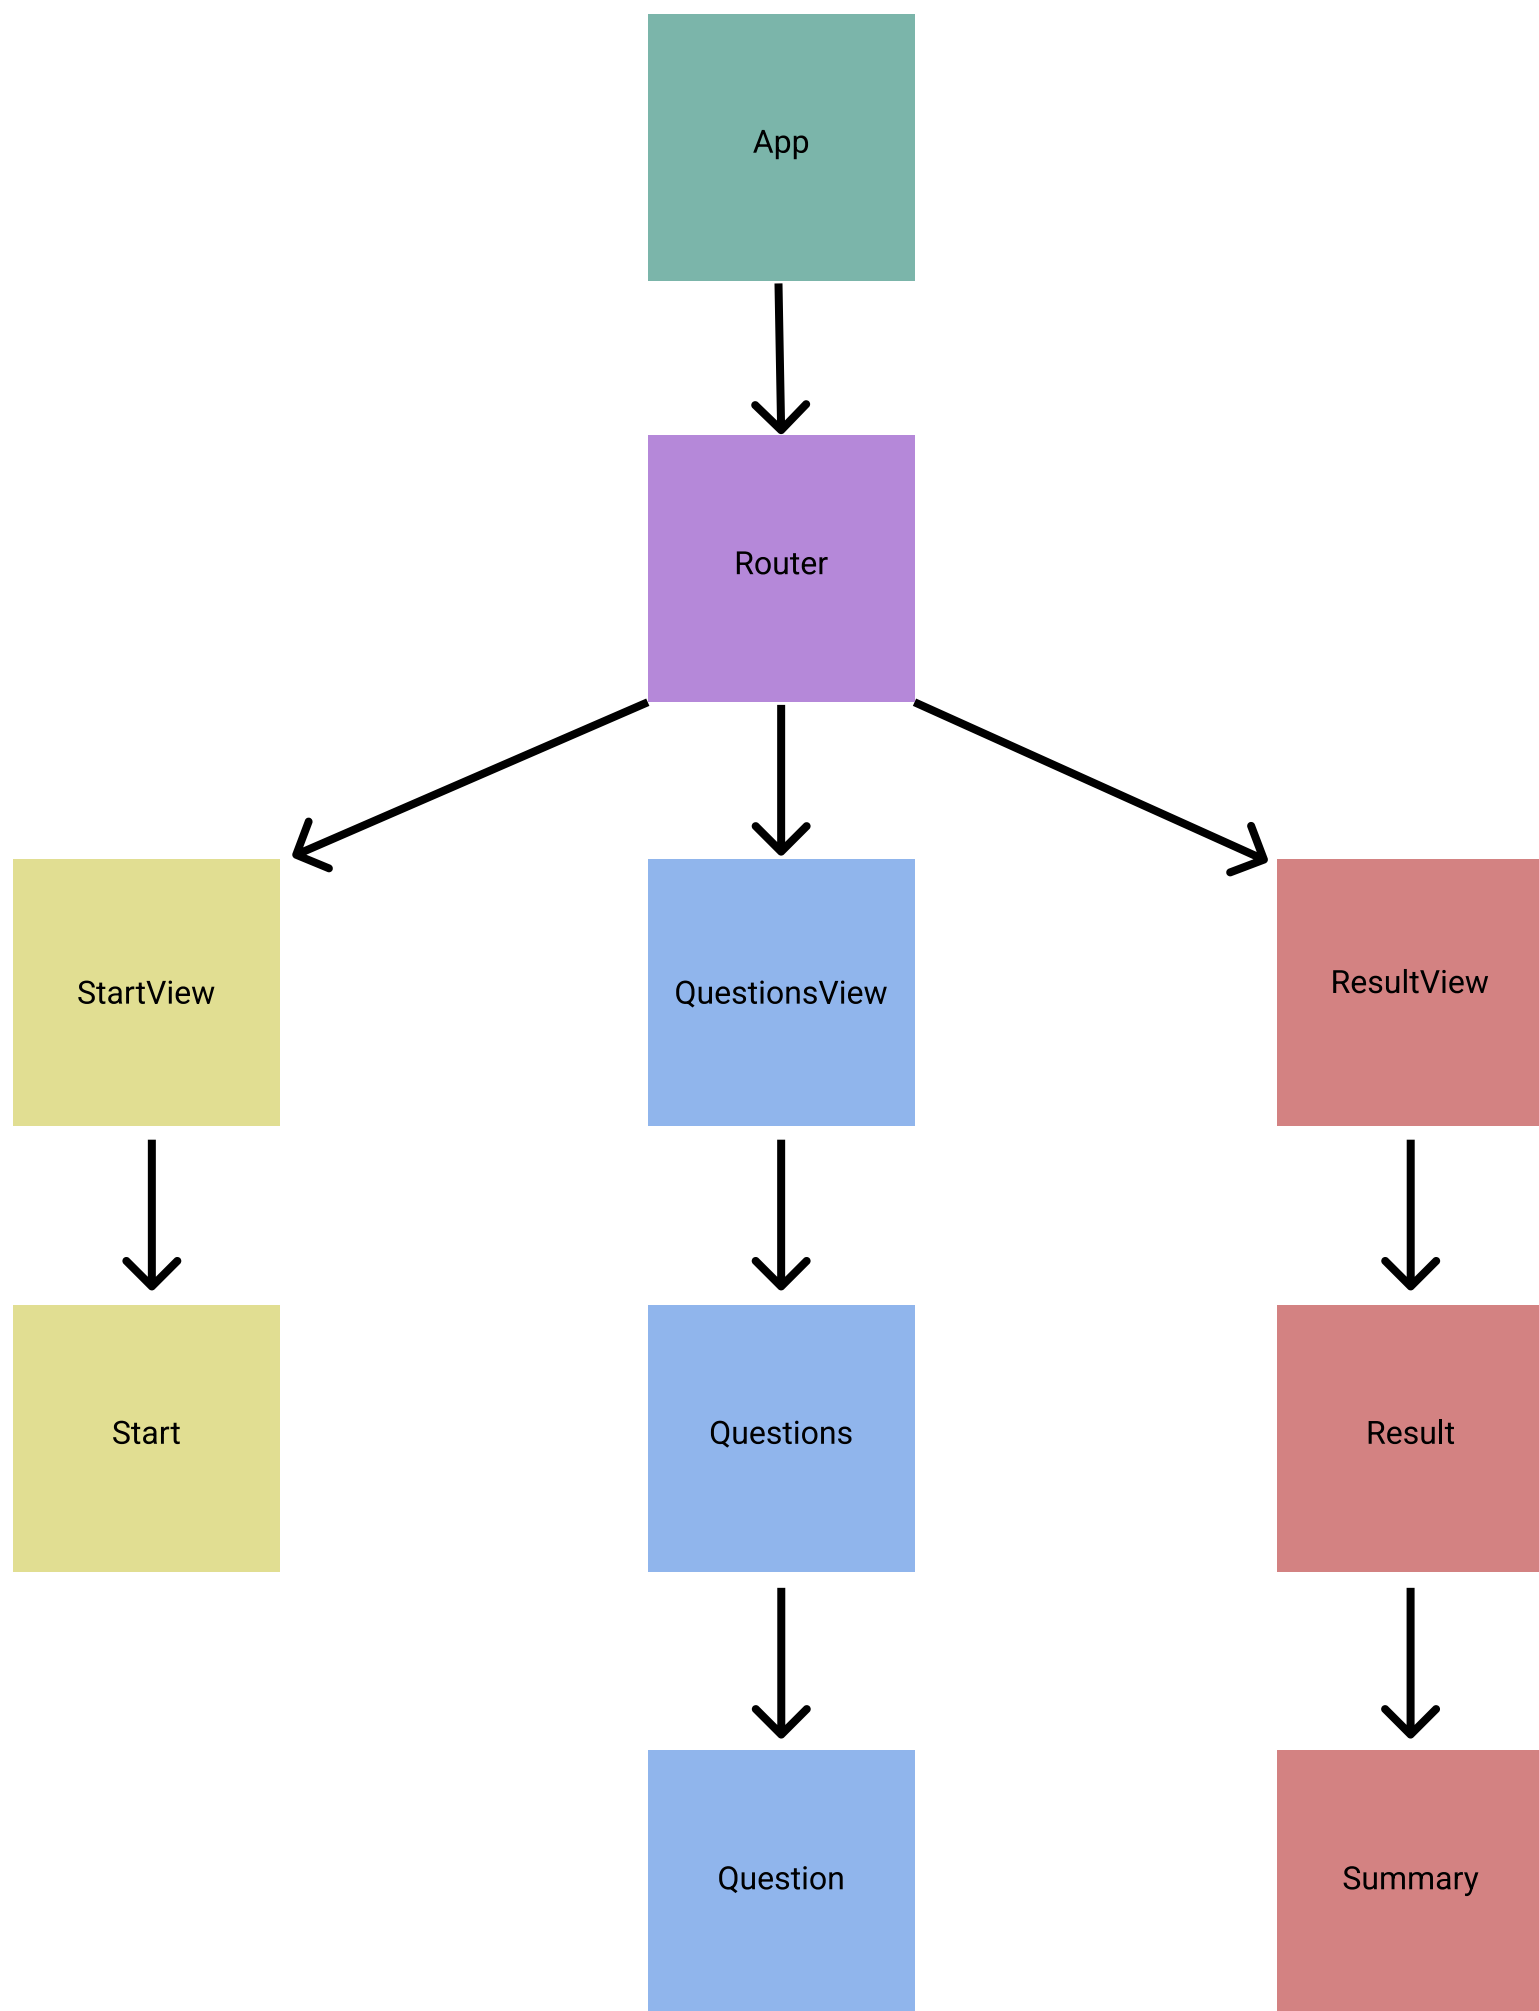 App
Router
StartView
QuestionsView
ResultView
Start
Questions
Result
Question
Summary